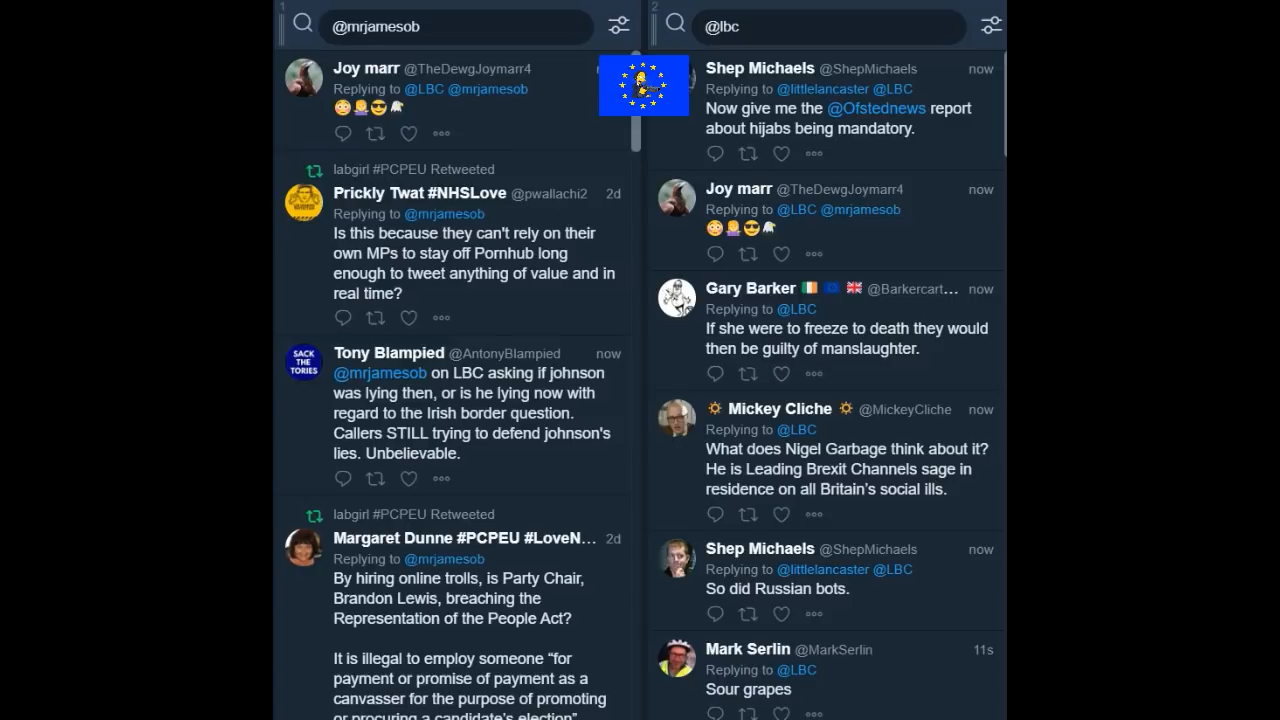 1
@mrjamesob
Joy marr @TheDewgJoymarr4
Replying to @LBC @mrjamesob
labgirl #PCPEU Retweeted
Prickly Twat #NHSLove @pwallachi2 2d
Replying to @mrjamesob
Is this because they can't rely on their
own MPs to stay off Pornhub long
enough to tweet anything of value and in
real time?
Tony Blampied @AntonyBlampied now
SACK
THE
TORIES
@mrjamesob on LBC asking if johnson
was lying then, or is he lying now with
regard to the Irish border question.
Callers STILL trying to defend johnson's
lies. Unbelievable.
labgirl #PCPEU Retweeted
Margaret Dunne #PCPEU #LoveN... 2d
Replying to @mrjamesob
By hiring online trolls, is Party Chair,
Brandon Lewis, breaching the
Representation of the People Act?
It is illegal to employ someone “for
payment or promise of payment as a
canvasser for the purpose of promoting
or procuring a candidate's election”
2
@lbc
Shep Michaels @ShepMichaels now
Replying to @littlelancaster @LBC
Now give me the @Ofstednews report
about hijabs being mandatory.
Joy marr @TheDewgJoymarr4 now
Replying to @LBC @mrjamesob
Gary Barker @Barkercart... now
Replying to @LBC
If she were to freeze to death they would
then be guilty of manslaughter.
Mickey Cliche @MickeyCliche now
Replying to @LBC
What does Nigel Garbage think about it?
He is Leading Brexit Channels sage in
residence on all Britain's social ills.
Shep Michaels @ShepMichaels now
Replying to @littlelancaster @LBC
So did Russian bots.
Mark Serlin @MarkSerlin 11s
Replying to @LBC
Sour grapes